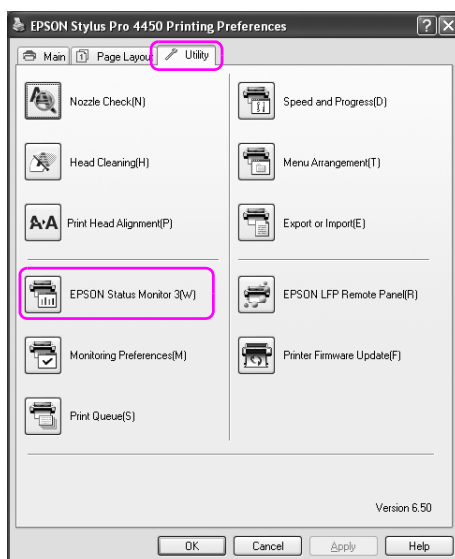 EPSON Stylus Pro 4450 Printing Preferences
Main Page Layout Utility
Nozzle Check(N)
Speed and Progress(D)
Head Cleaning(H)
Menu Arrangement(T)
Print Head Alignment(P)
Export or Import(E)
EPSON Status Monitor 3(W)
EPSON LFP Remote Panel(R)
Monitoring Preferences(M)
Printer Firmware Update(F)
Print Queue(S)
Version 6.50
OK Cancel Apply Help